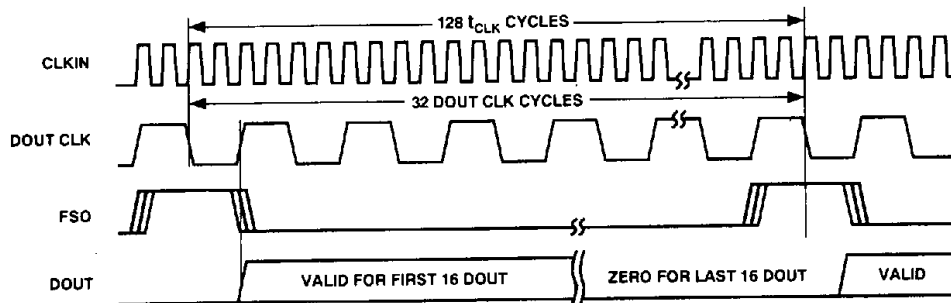 128 tCLK CYCLES
CLKIN
32 DOUT CLK CYCLES
DOUT CLK
FSO
DOUT
VALID FOR FIRST 16 DOUT
ZERO FOR LAST 16 DOUT
VALID